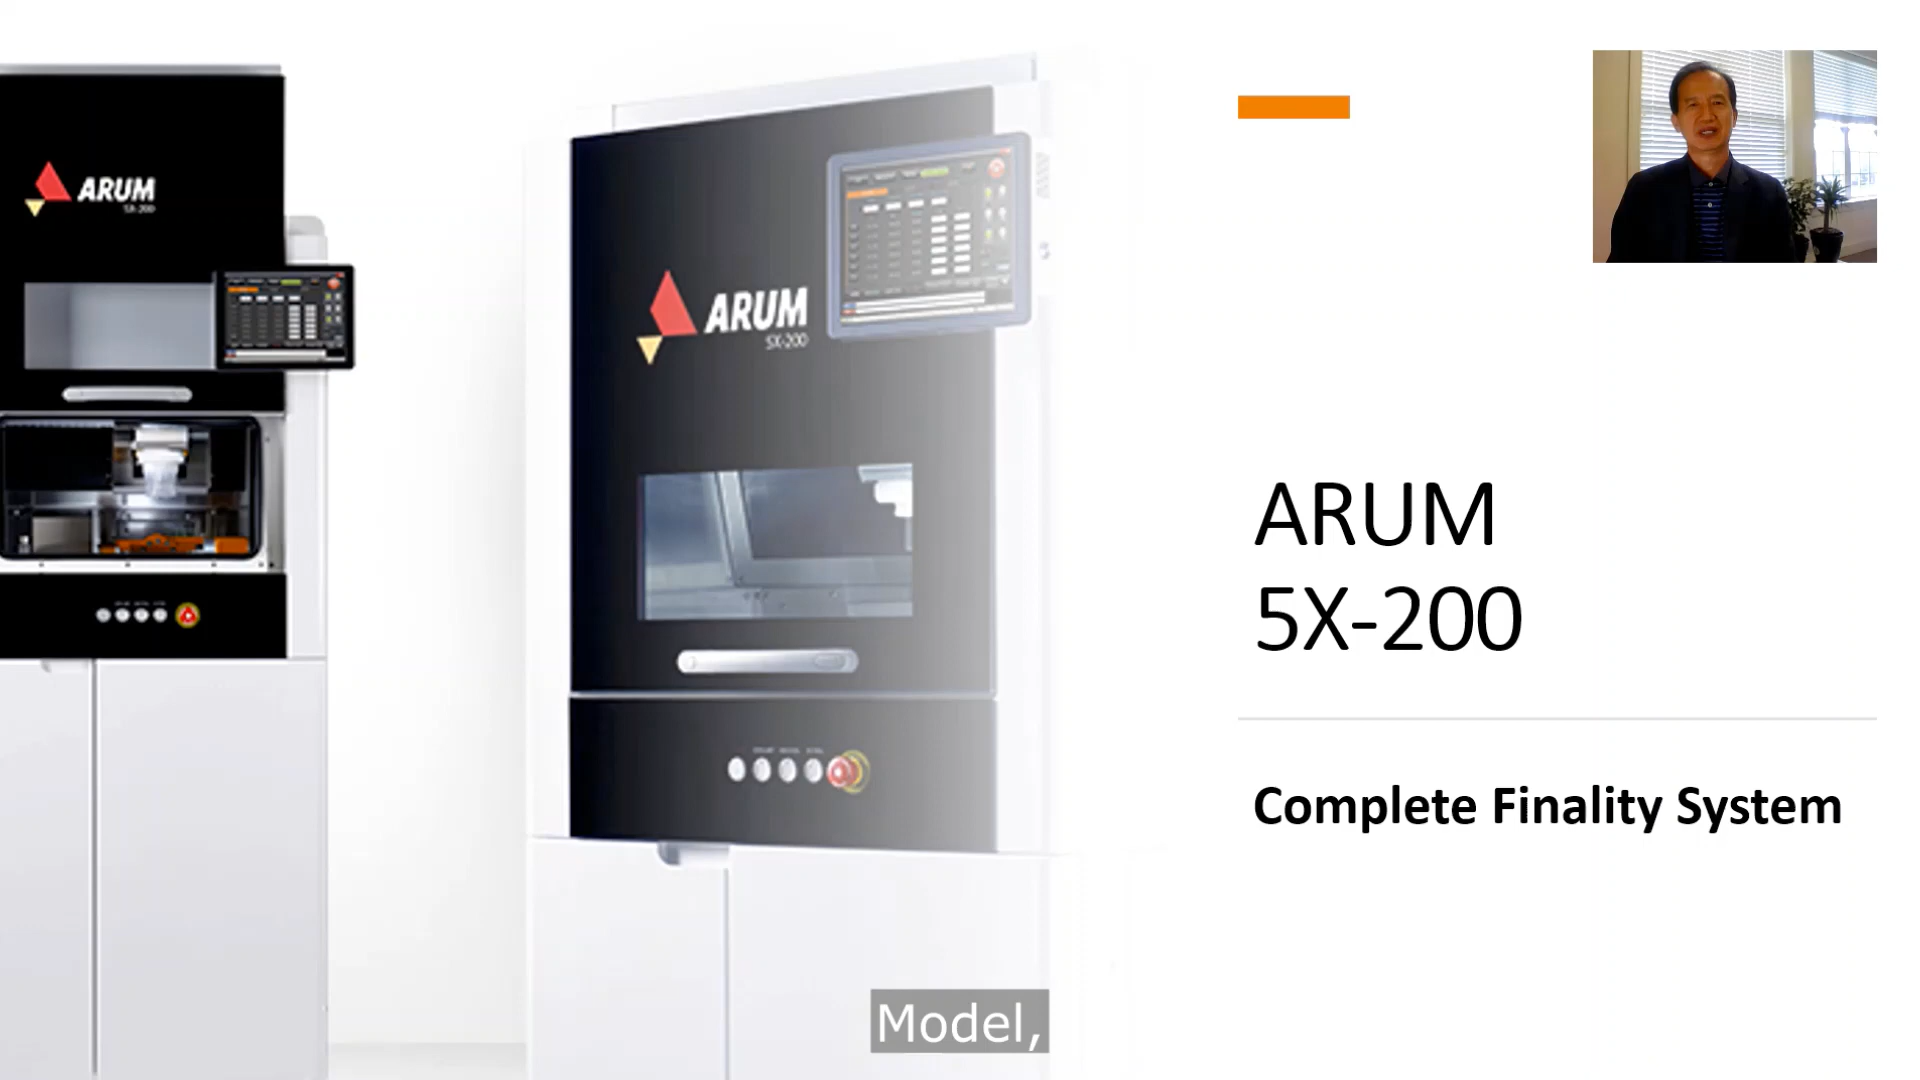 ARUM
5X-200
ARUM
5X-200
ARUM
5X-200
Complete Finality System
Model,